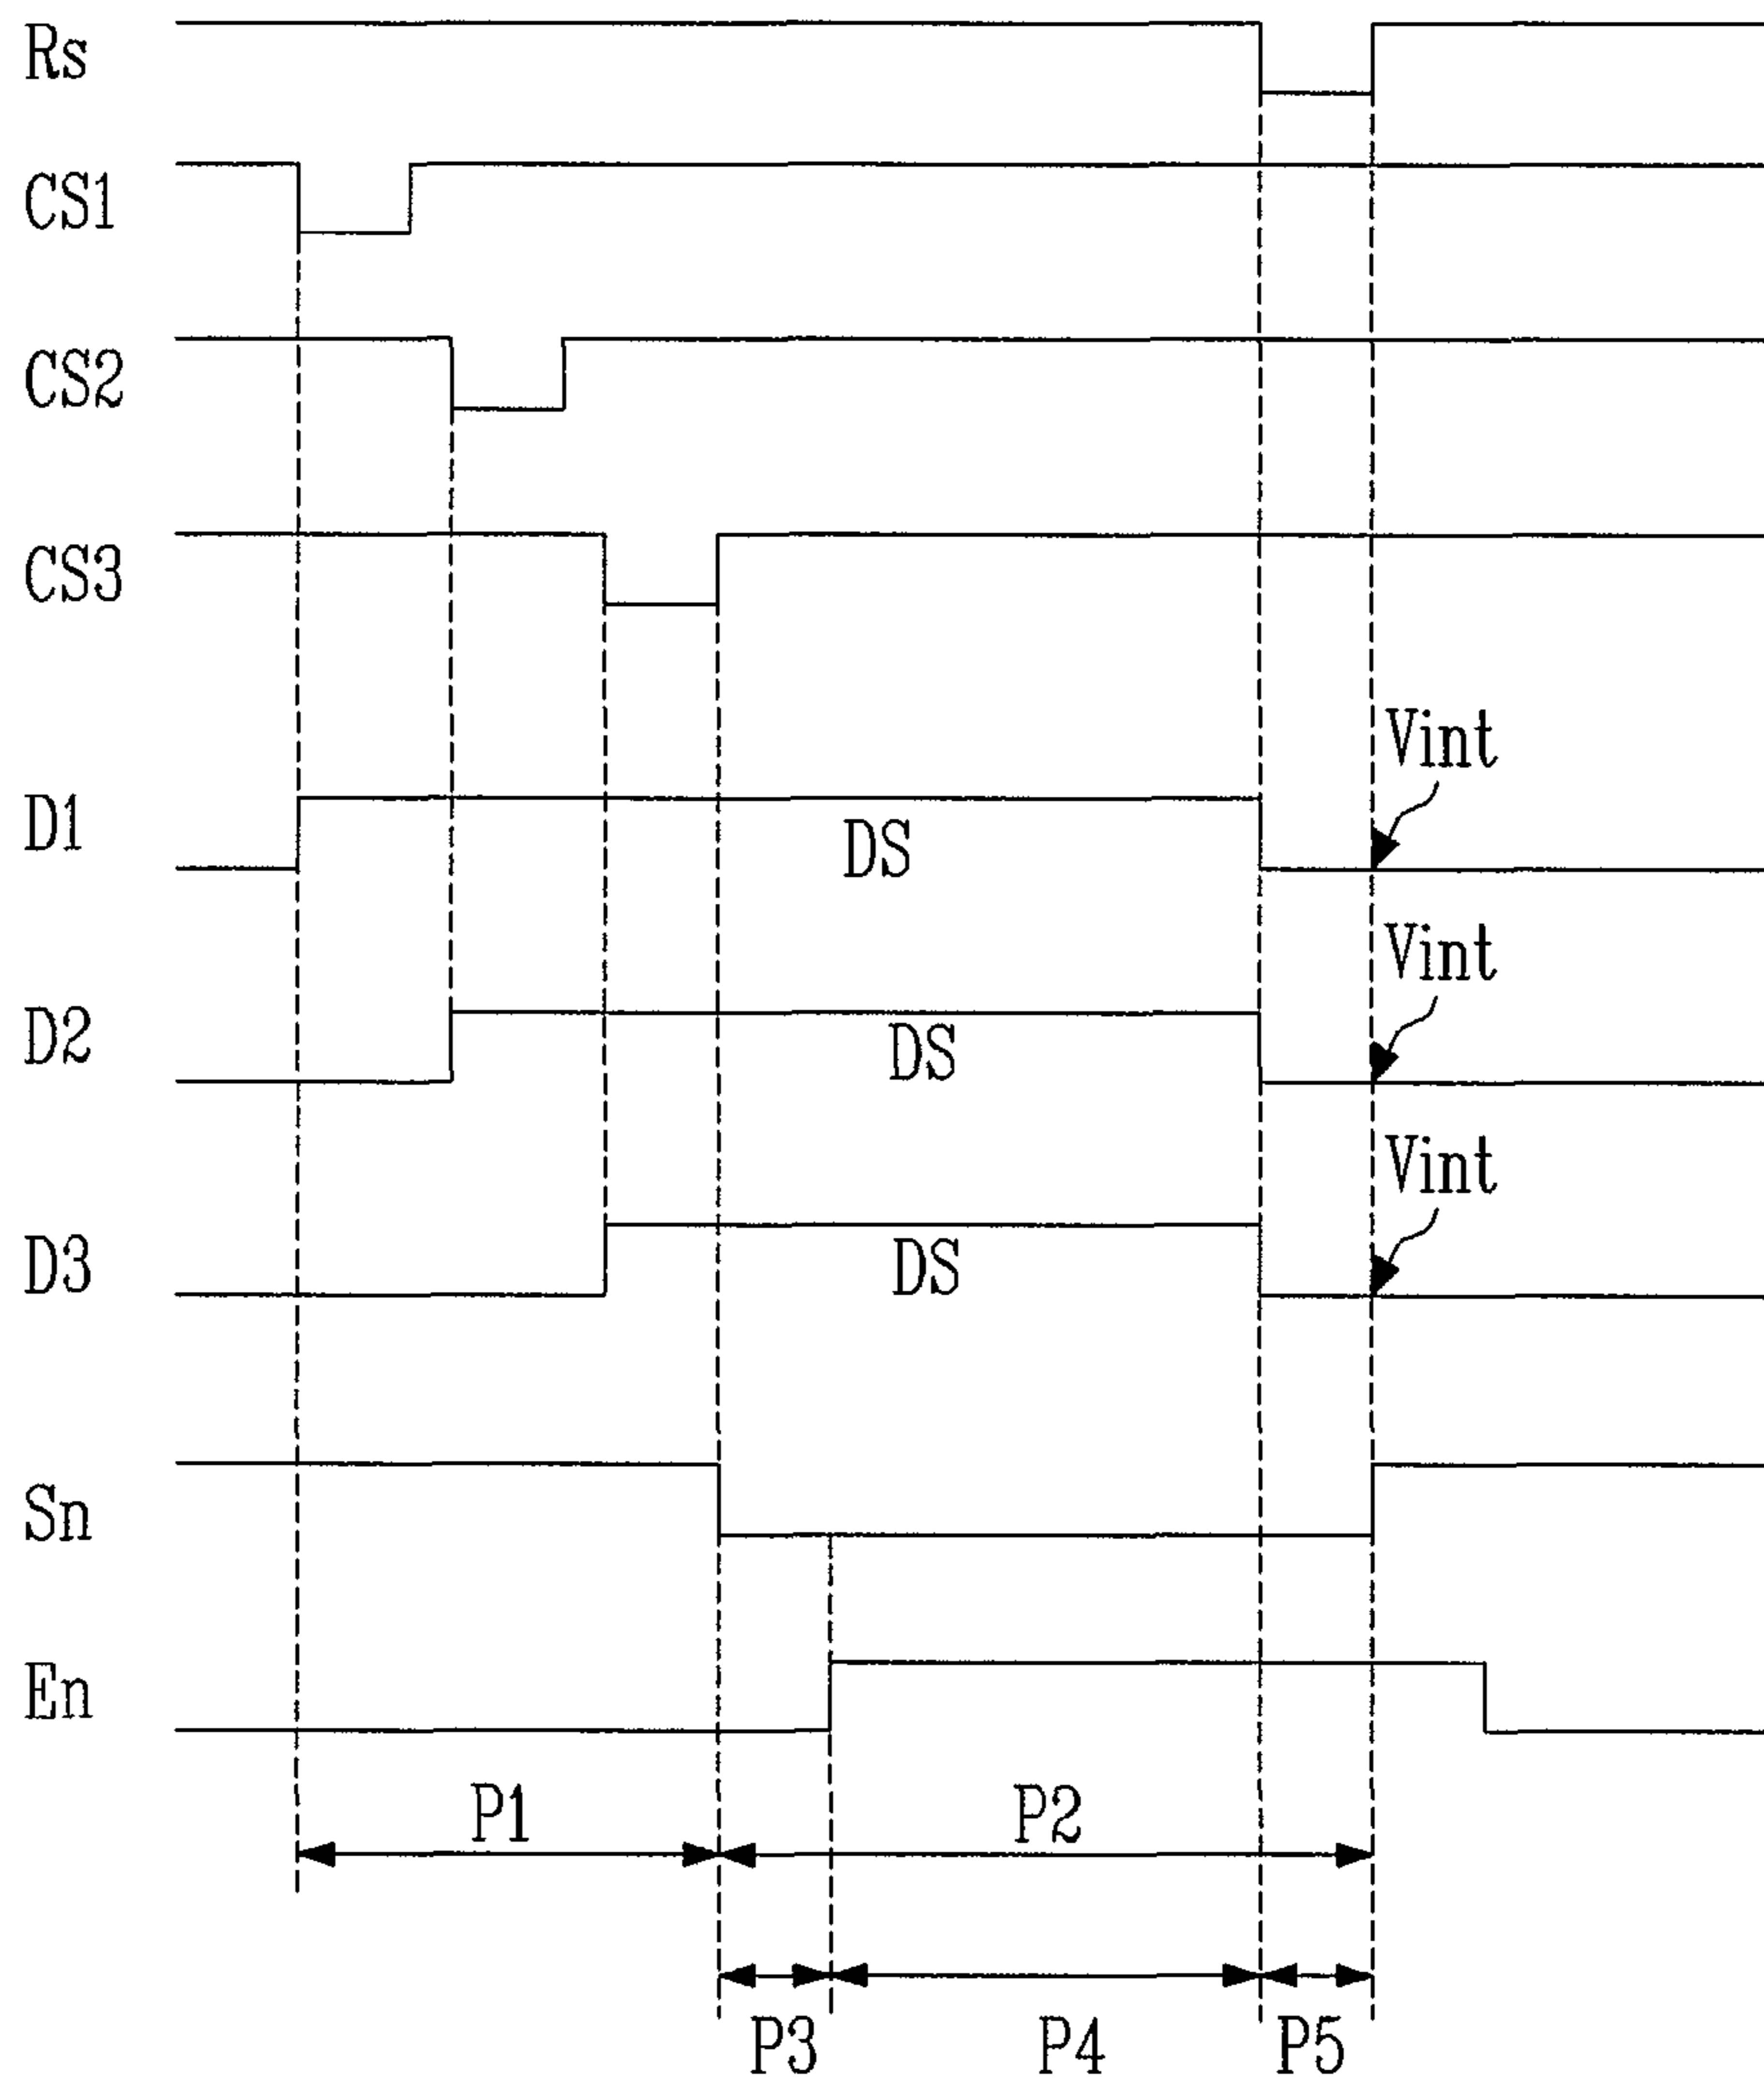 Rs
CS1
CS2
CS3
Vint
D1
DS
Vint
D2
DS
Vint
D3
DS
Sn
En
P1
P2
P3
P4
P5